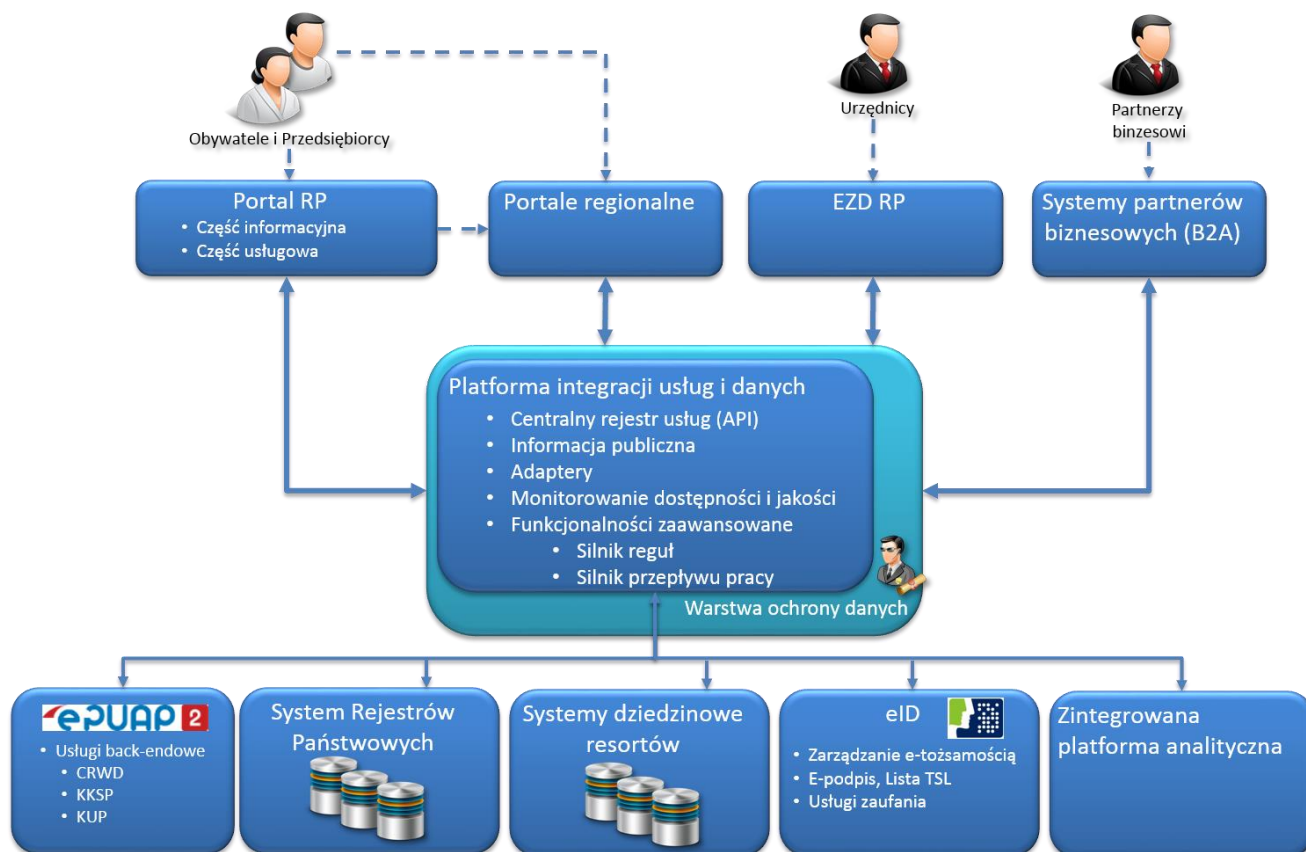 Obywatele i Przedsiębiorcy
Urzędnicy
Partnerzy
binzesowi
Portal RP
• Część informacyjna
• Część usługowa
Portale regionalne
EZD RP
Systemy partnerów
biznesowych (B2A)
Platforma integracji usług i danych
• Centralny rejestr usług (API)
• Informacja publiczna
• Adaptery
• Monitorowanie dostępności i jakości
• Funkcjonalności zaawansowane
• Silnik reguł
• Silnik przepływu pracy
Warstwa ochrony danych
ePUAP 2
• Usługi back-endowe
• CRWD
• KKSP
• KUP
System Rejestrów
Państwowych
Systemy dziedzinowe
resortów
eID
• Zarządzanie e-tożsamością
• E-podpis, Lista TSL
• Usługi zaufania
Zintegrowana
platforma analityczna